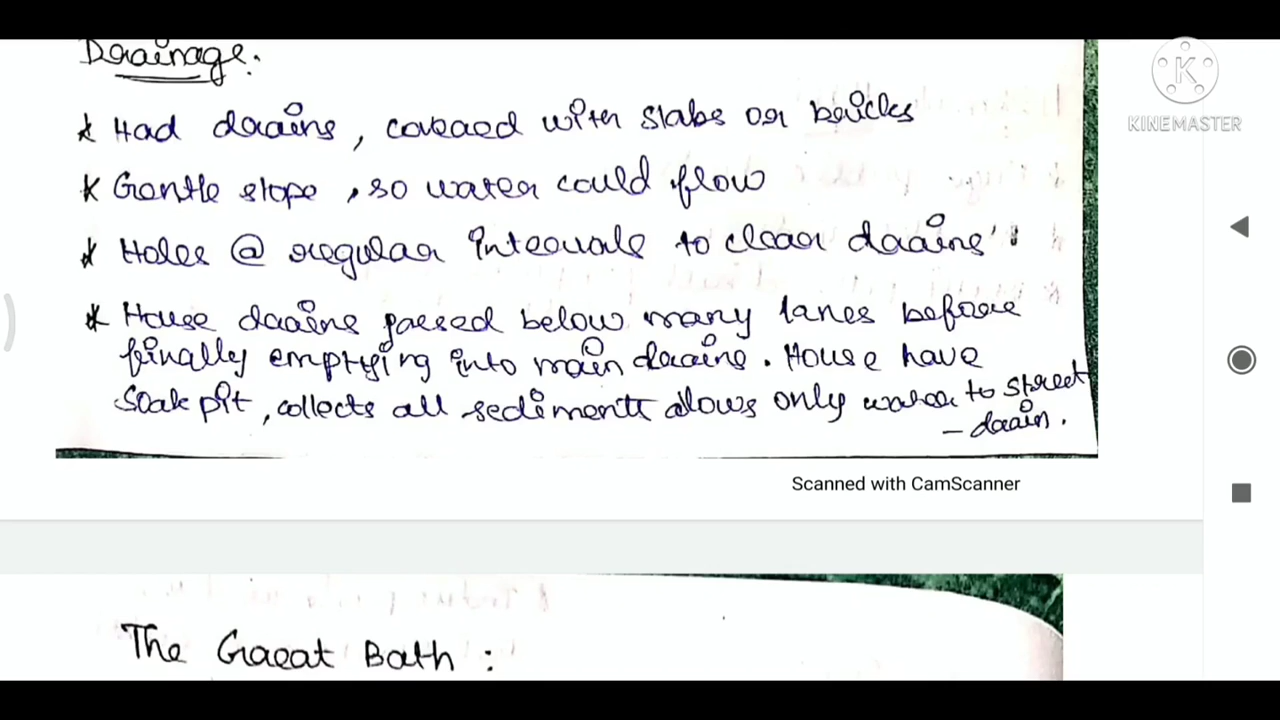 Drainage:
* Had drains, covered with slabs or bricks
KINEMASTER
* Gentle slope, so water could flow
* Holes @ regular intervals to clean drains:
* House drains passed below many lanes before
finally emptying into main drains. House have
soak pit, collects all sediments allows only water to street
- drain.
Scanned with CamScanner
The Great Bath: